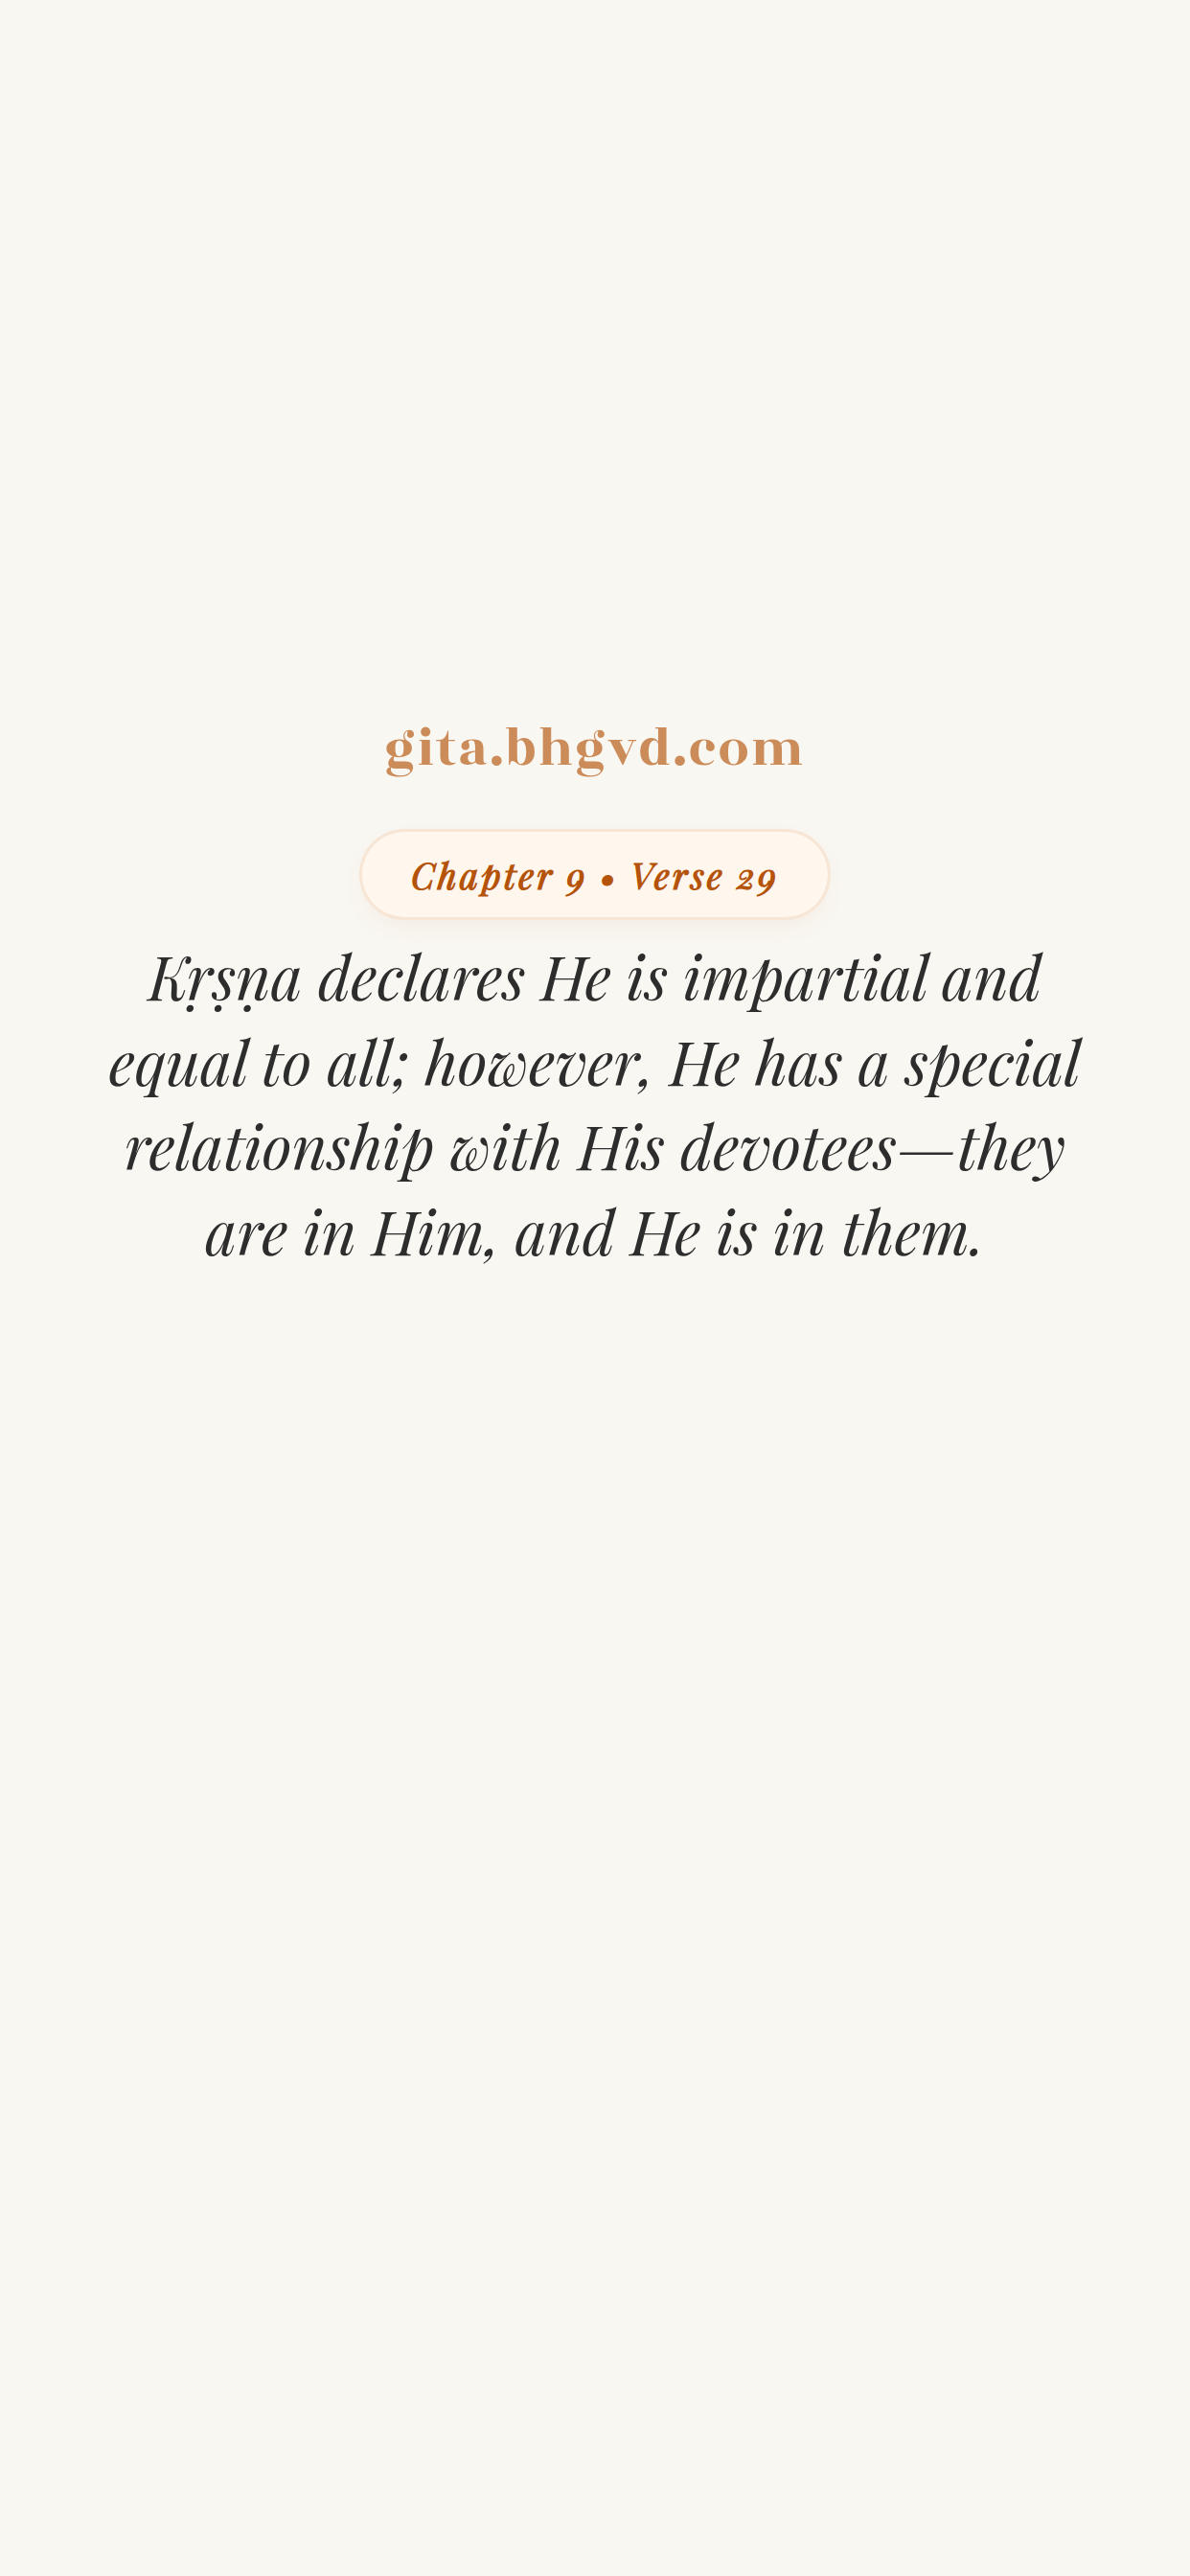 gita.bhgvd.com
Chapter 9 • Verse 29
Kṛṣṇa declares He is impartial and
equal to all; however, He has a special
relationship with His devotees—they
are in Him, and He is in them.